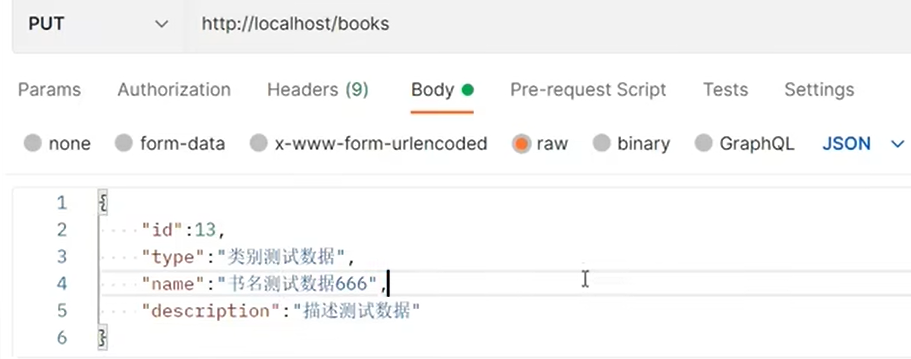 PUT http://localhost/books
Params Authorization Headers (9) Body Pre-request Script Tests Settings
none form-data x-www-form-urlencoded raw binary GraphQL JSON
1 {
2 "id":13,
3 "type":"类别测试数据",
4 "name":"书名测试数据666",
5 "description":"描述测试数据"
6 }